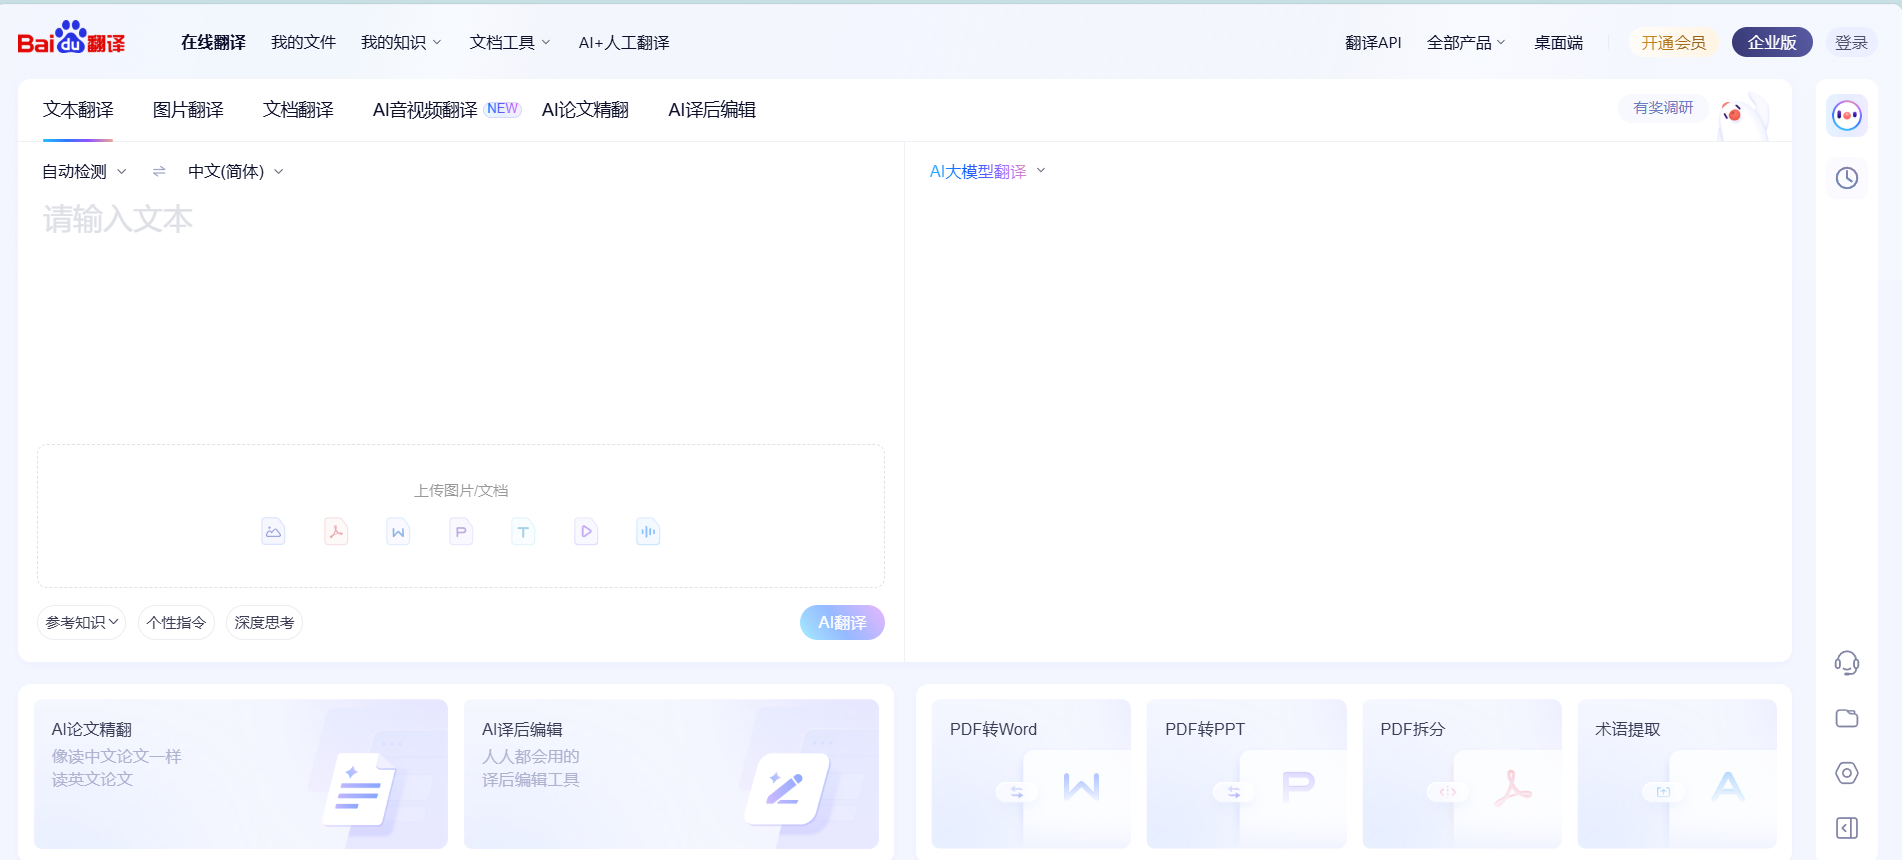 Baidu翻译
在线翻译 我的文件 我的知识 文档工具 AI+人工翻译 翻译API 全部产品 桌面端 开通会员 企业版 登录
文本翻译 图片翻译 文档翻译 AI音视频翻译 NEW AI论文精翻 AI译后编辑 有奖调研
自动检测 中文(简体) AI大模型翻译
请输入文本
上传图片/文档
W P T
参考知识 个性指令 深度思考 AI翻译
AI论文精翻
像读中文论文一样
读英文论文
AI译后编辑
人人都会用的
译后编辑工具
PDF转Word
W
PDF转PPT
P
PDF拆分
术语提取
A